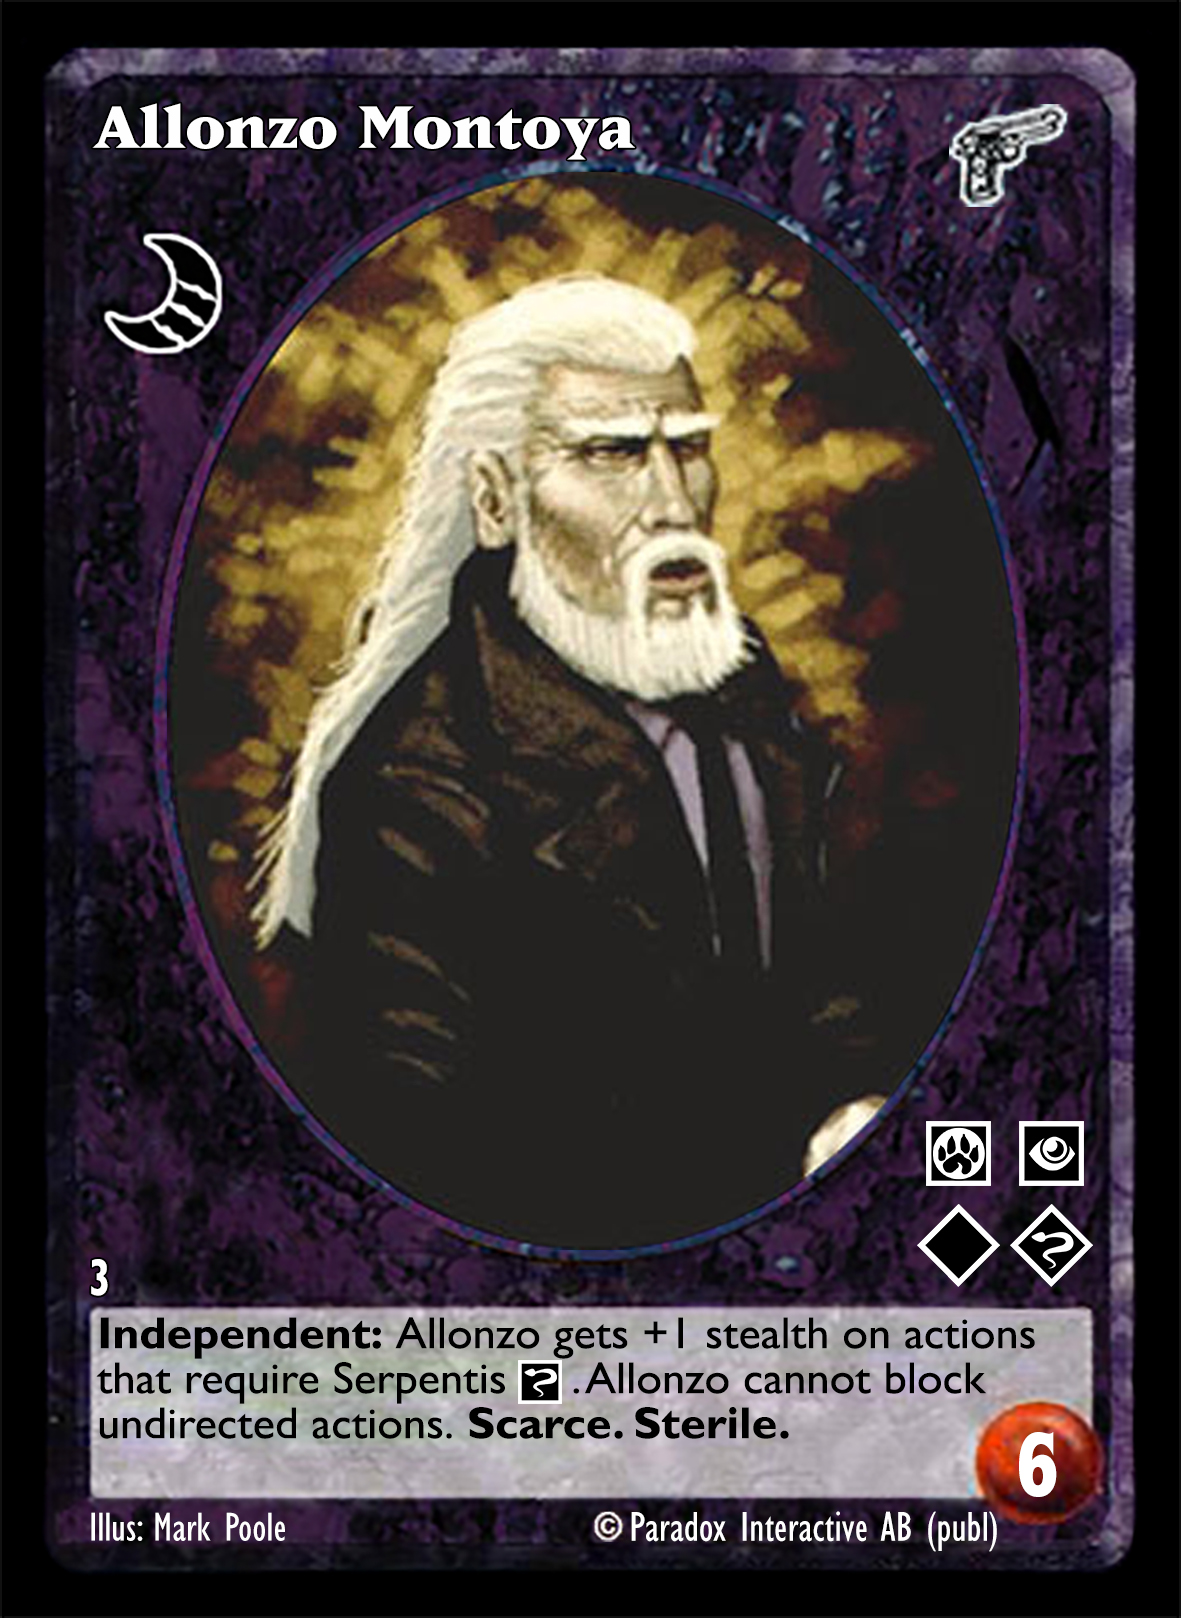 Allonzo Montoya
3
Independent: Allonzo gets +1 stealth on actions
that require Serpentis . Allonzo cannot block
undirected actions. Scarce. Sterile.
6
Illus: Mark Poole
© Paradox Interactive AB (publ)